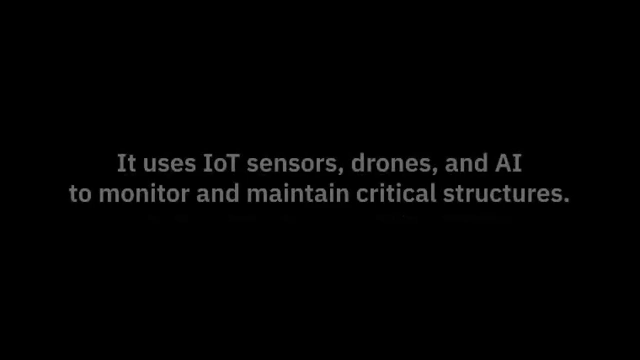 It uses IoT sensors, drones, and AI
to monitor and maintain critical structures.